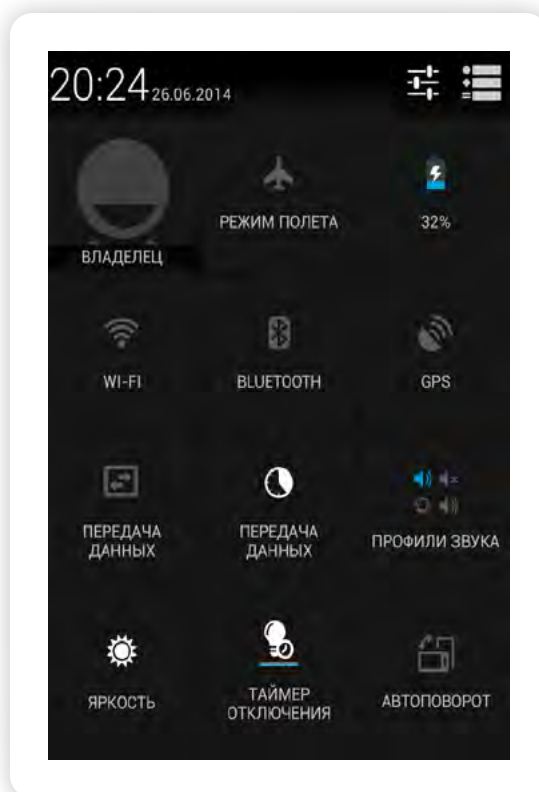 20:24 26.06.2014
ВЛАДЕЛЕЦ
РЕЖИМ ПОЛЕТА
32%
WI-FI
BLUETOOTH
GPS
ПЕРЕДАЧА
ДАННЫХ
ПЕРЕДАЧА
ДАННЫХ
ПРОФИЛИ ЗВУКА
ЯРКОСТЬ
ТАЙМЕР
ОТКЛЮЧЕНИЯ
АВТОПОВОРОТ